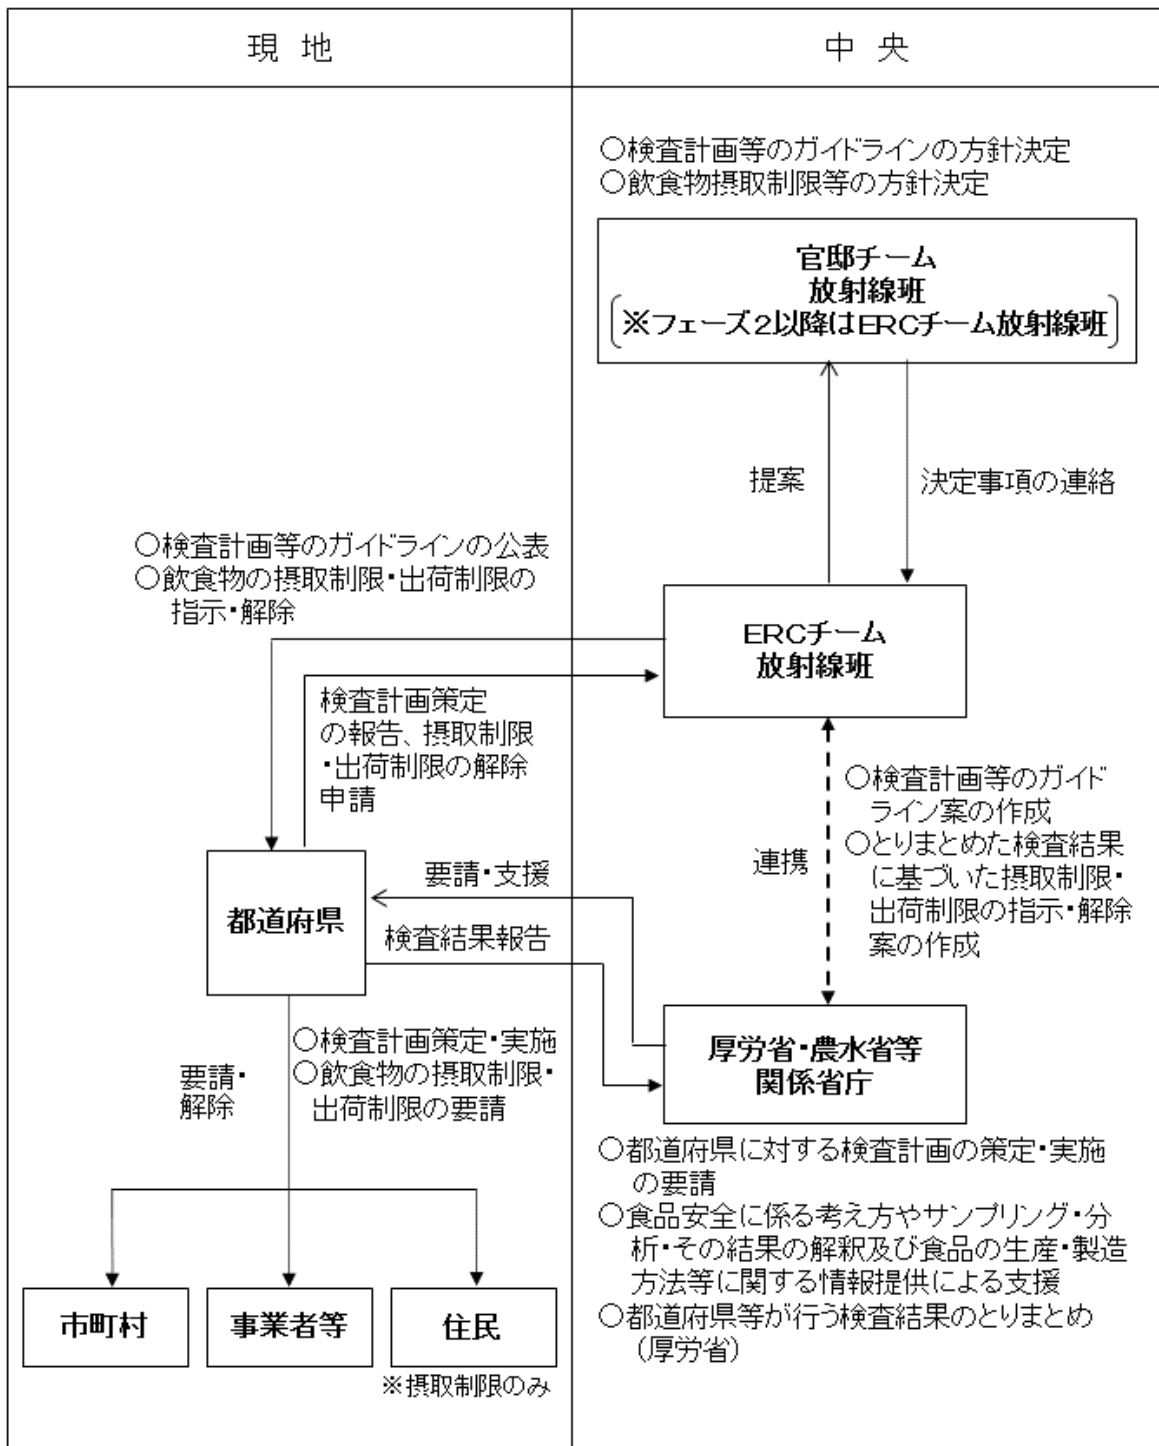 現 地
中 央
○検査計画等のガイドラインの方針決定
○飲食物摂取制限等の方針決定
官邸チーム
放射線班
(※フェーズ2以降はERCチーム放射線班)
提案
決定事項の連絡
○検査計画等のガイドラインの公表
○飲食物の摂取制限・出荷制限の
指示・解除
ERCチーム
放射線班
検査計画策定
の報告、摂取制限
・出荷制限の解除
申請
○検査計画等のガイド
ライン案の作成
○とりまとめた検査結果
に基づいた摂取制限・
出荷制限の指示・解除
案の作成
連携
要請・支援
都道府県
検査結果報告
厚労省・農水省等
関係省庁
○検査計画策定・実施
○飲食物の摂取制限・
出荷制限の要請
要請・
解除
○都道府県に対する検査計画の策定・実施
の要請
○食品安全に係る考え方やサンプリング・分
析・その結果の解釈及び食品の生産・製造
方法等に関する情報提供による支援
○都道府県等が行う検査結果のとりまとめ
(厚労省)
市町村
事業者等
住民
※摂取制限のみ